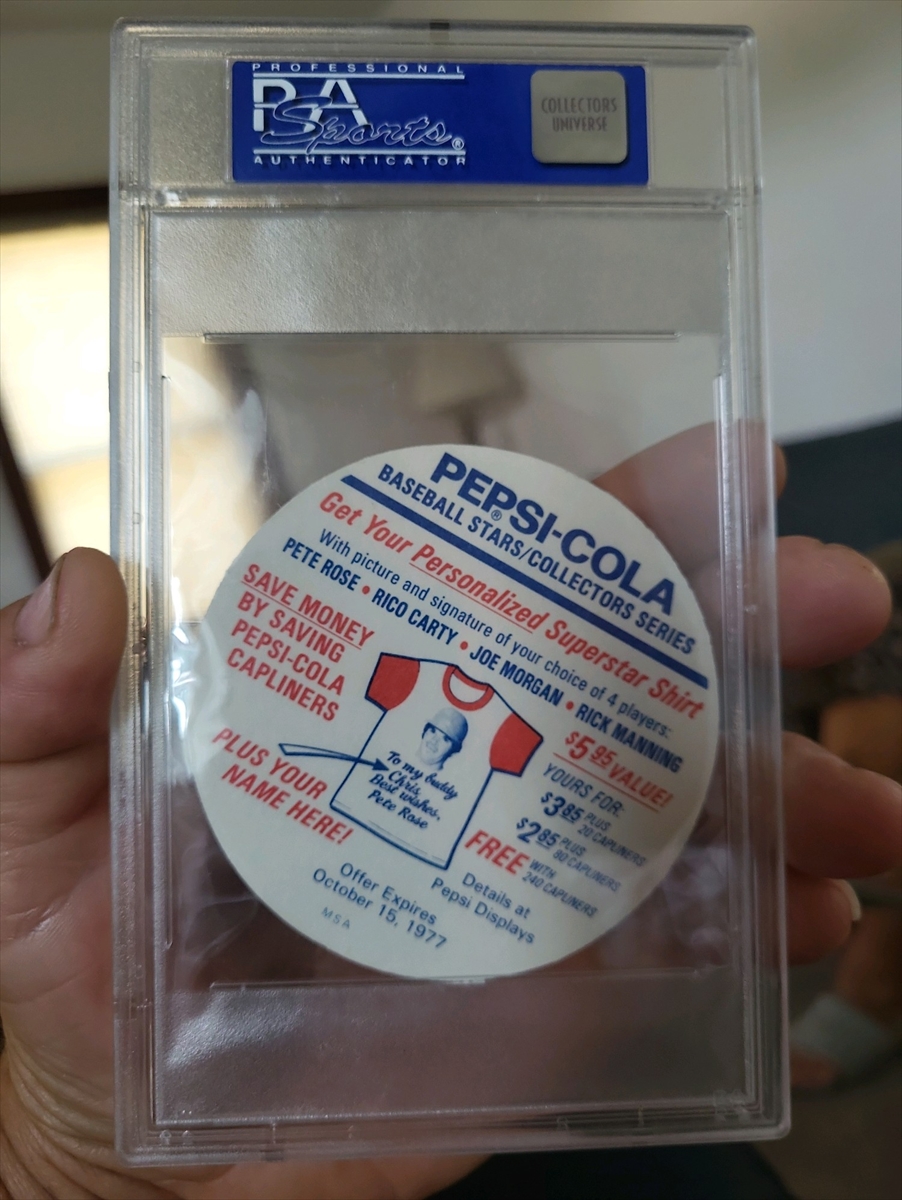 PROFESSIONAL
PSA
Sports®
AUTHENTICATOR
COLLECTORS
UNIVERSE
PEPSI-COLA
®
BASEBALL STARS/COLLECTORS SERIES
Get Your Personalized Superstar Shirt
With picture and signature of your choice of 4 players:
PETE ROSE • RICO CARTY • JOE MORGAN • RICK MANNING
SAVE MONEY
BY SAVING
PEPSI-COLA
CAPLINERS
PLUS YOUR
NAME HERE!
To my buddy
Chris,
Best wishes,
Pete Rose
$5.95 VALUE!
YOURS FOR:
$3.85 PLUS
20 CAPLINERS
$2.85 PLUS
80 CAPLINERS
FREE WITH
240 CAPLINERS
Details at
Pepsi Displays
Offer Expires
October 15, 1977
MSA